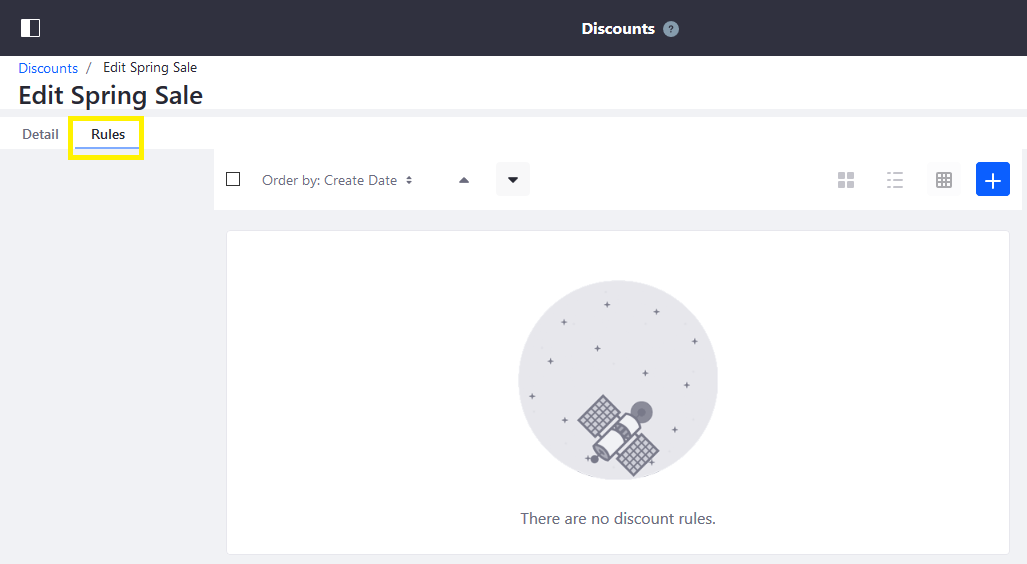 Discounts ?
Discounts / Edit Spring Sale
Edit Spring Sale
Detail Rules
Order by: Create Date
There are no discount rules.